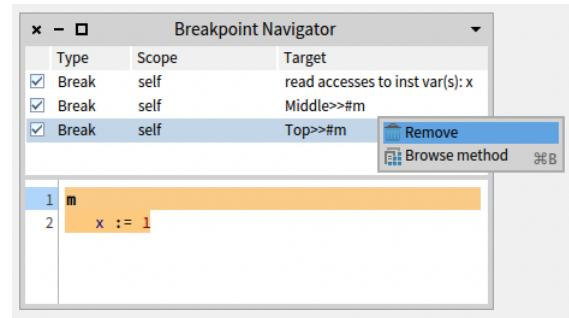 Breakpoint Navigator
Type Scope Target
Break self read accesses to inst var(s): x
Break self Middle>>#m
Break self Top>>#m
Remove
Browse method ⌘B
1 m
2 x := 1